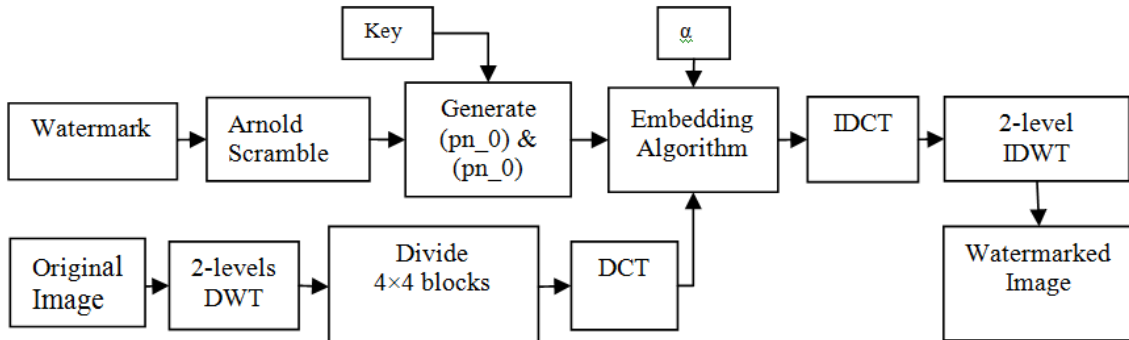 Key
α
Watermark
Arnold
Scramble
Generate
(pn_0) &
(pn_0)
Embedding
Algorithm
IDCT
2-level
IDWT
Original
Image
2-levels
DWT
Divide
4×4 blocks
DCT
Watermarked
Image